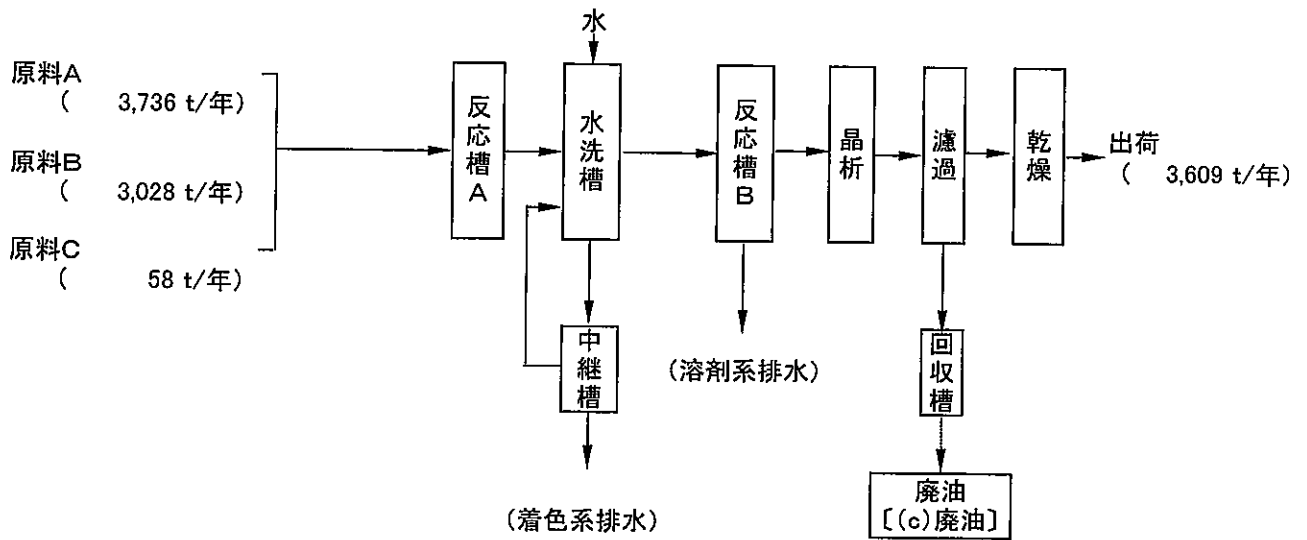 水
原料A
( 3,736 t/年)
原料B
( 3,028 t/年)
原料C
( 58 t/年)
反応槽A
水洗槽
反応槽B
晶析
濾過
乾燥
出荷
( 3,609 t/年)
中継槽
(溶剤系排水)
回収槽
(着色系排水)
廃油
〔(c)廃油〕